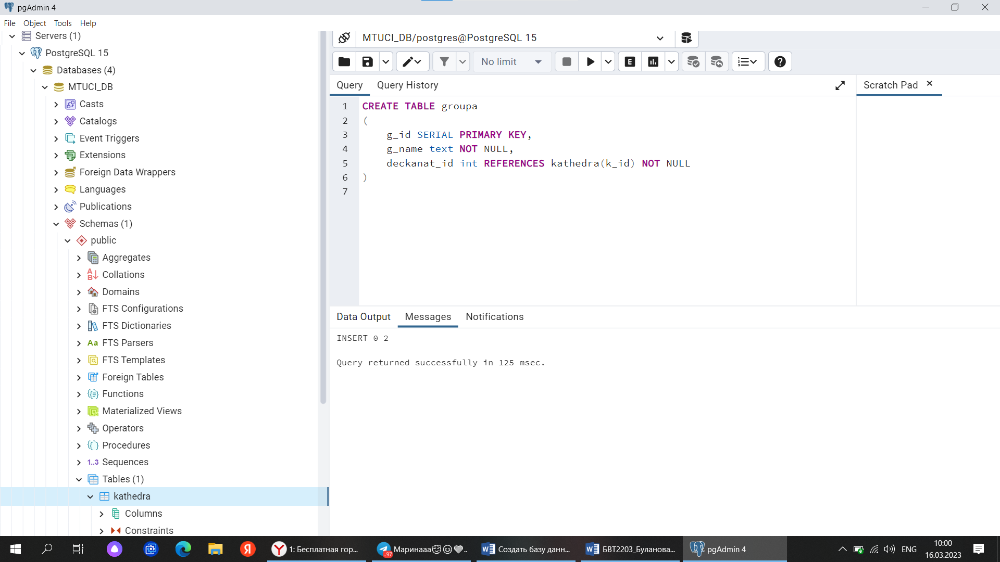 pgAdmin 4
File Object Tools Help
Servers (1)
PostgreSQL 15
Databases (4)
MTUCI_DB
Casts
Catalogs
Event Triggers
Extensions
Foreign Data Wrappers
Languages
Publications
Schemas (1)
public
Aggregates
Collations
Domains
FTS Configurations
FTS Dictionaries
Aa FTS Parsers
FTS Templates
Foreign Tables
Functions
Materialized Views
Operators
Procedures
1..3 Sequences
Tables (1)
kathedra
Columns
Constraints
MTUCI_DB/postgres@PostgreSQL 15
No limit
E
Query Query History
Scratch Pad
1 CREATE TABLE groupa
2 (
3 g_id SERIAL PRIMARY KEY,
4 g_name text NOT NULL,
5 deckanat_id int REFERENCES kathedra(k_id) NOT NULL
6 )
7
Data Output Messages Notifications
INSERT 0 2
Query returned successfully in 125 msec.
Я
1: Бесплатная гор...
..97
Маринааа
Создать базу данн...
БВТ2203_Буланова...
pgAdmin 4
ENG
10:00
16.03.2023